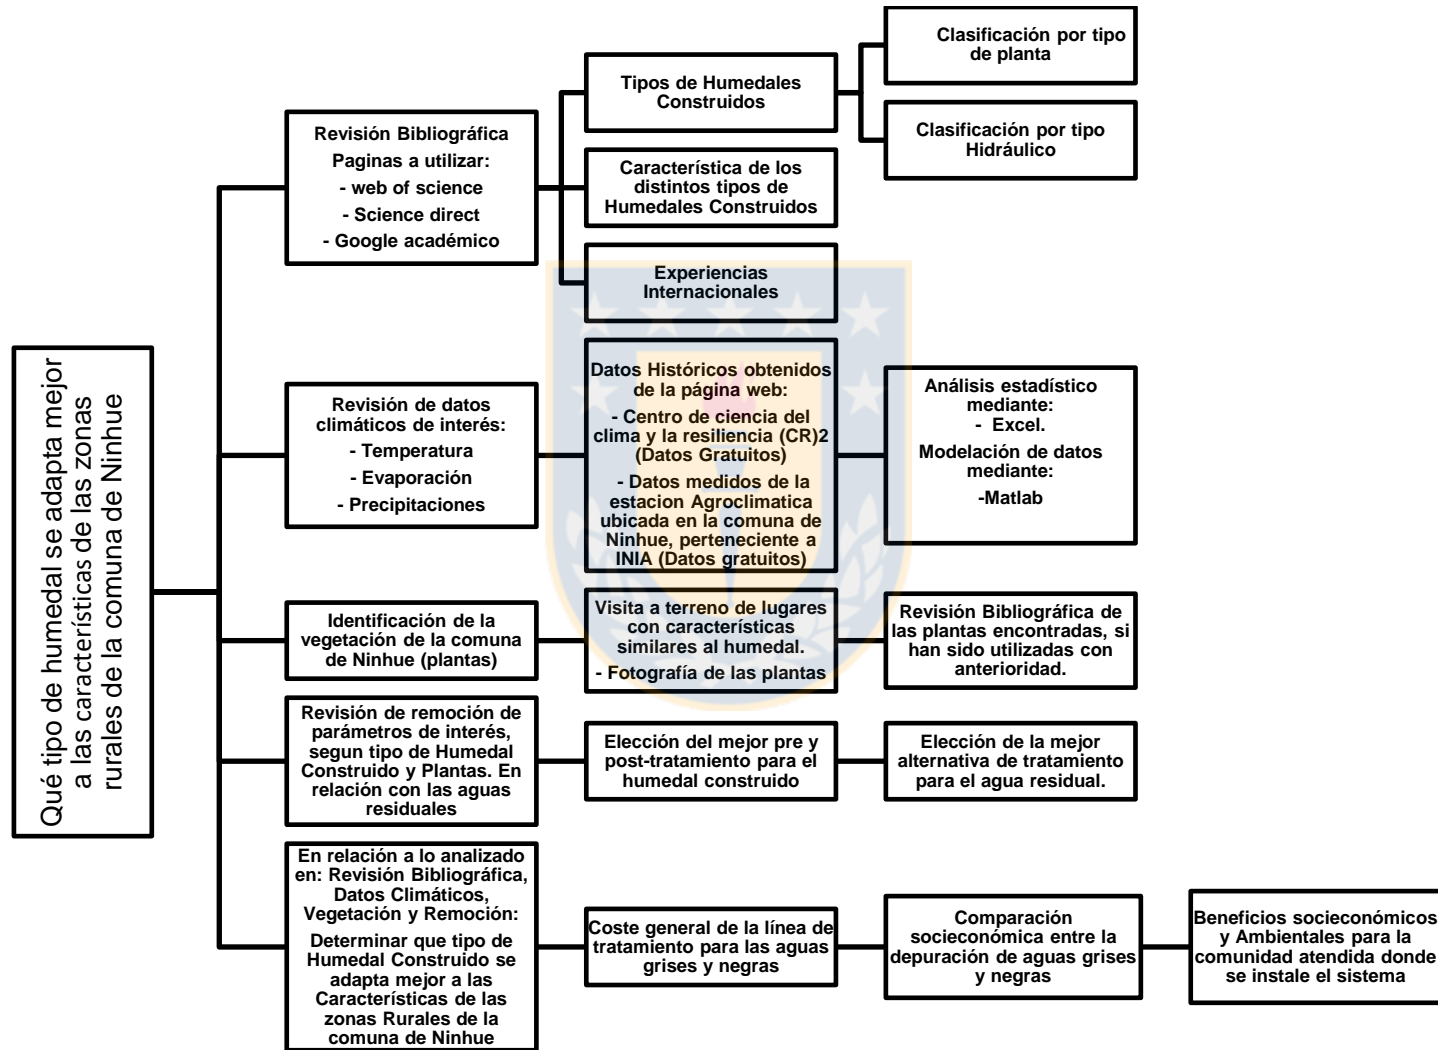 Qué tipo de humedal se adapta mejor
a las características de las zonas
rurales de la comuna de Ninhue
Revisión Bibliográfica
Paginas a utilizar:
- web of science
- Science direct
- Google académico
Tipos de Humedales
Construidos
Clasificación por tipo
de planta
Clasificación por tipo
Hidráulico
Característica de los
distintos tipos de
Humedales Construidos
Experiencias
Internacionales
Revisión de datos
climáticos de interés:
- Temperatura
- Evaporación
- Precipitaciones
Datos Históricos obtenidos
de la página web:
- Centro de ciencia del
clima y la resiliencia (CR)2
(Datos Gratuitos)
- Datos medidos de la
estacion Agroclimatica
ubicada en la comuna de
Ninhue, perteneciente a
INIA (Datos gratuitos)
Análisis estadístico
mediante:
- Excel.
Modelación de datos
mediante:
-Matlab
Identificación de la
vegetación de la comuna
de Ninhue (plantas)
Visita a terreno de lugares
con características
similares al humedal.
- Fotografía de las plantas
Revisión Bibliográfica de
las plantas encontradas, si
han sido utilizadas con
anterioridad.
Revisión de remoción de
parámetros de interés,
segun tipo de Humedal
Construido y Plantas. En
relación con las aguas
residuales
Elección del mejor pre y
post-tratamiento para el
humedal construido
Elección de la mejor
alternativa de tratamiento
para el agua residual.
En relación a lo analizado
en: Revisión Bibliográfica,
Datos Climáticos,
Vegetación y Remoción:
Determinar que tipo de
Humedal Construido se
adapta mejor a las
Características de las
zonas Rurales de la
comuna de Ninhue
Coste general de la línea de
tratamiento para las aguas
grises y negras
Comparación
socieconómica entre la
depuración de aguas grises
y negras
Beneficios socieconómicos
y Ambientales para la
comunidad atendida donde
se instale el sistema